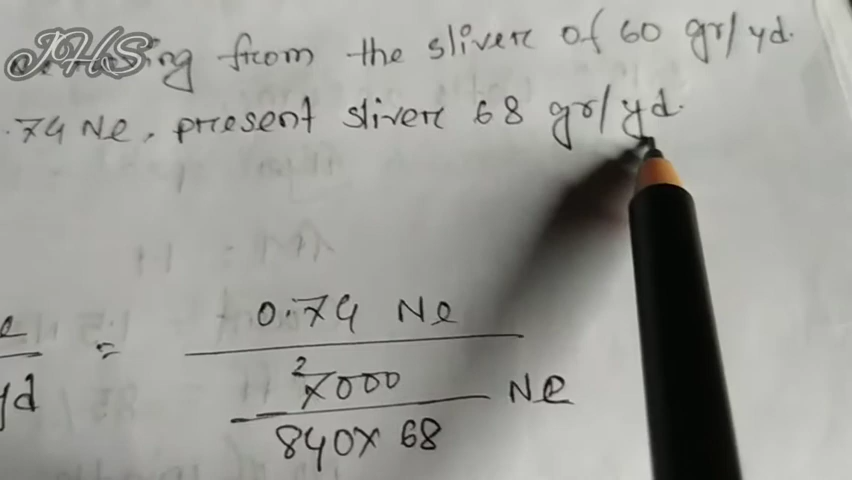 JHS
from the sliver of 60 gr/yd.
.74 Ne, present sliver 68 gr/yd.
= 0.74 Ne
7000 Ne
yd
840x 68